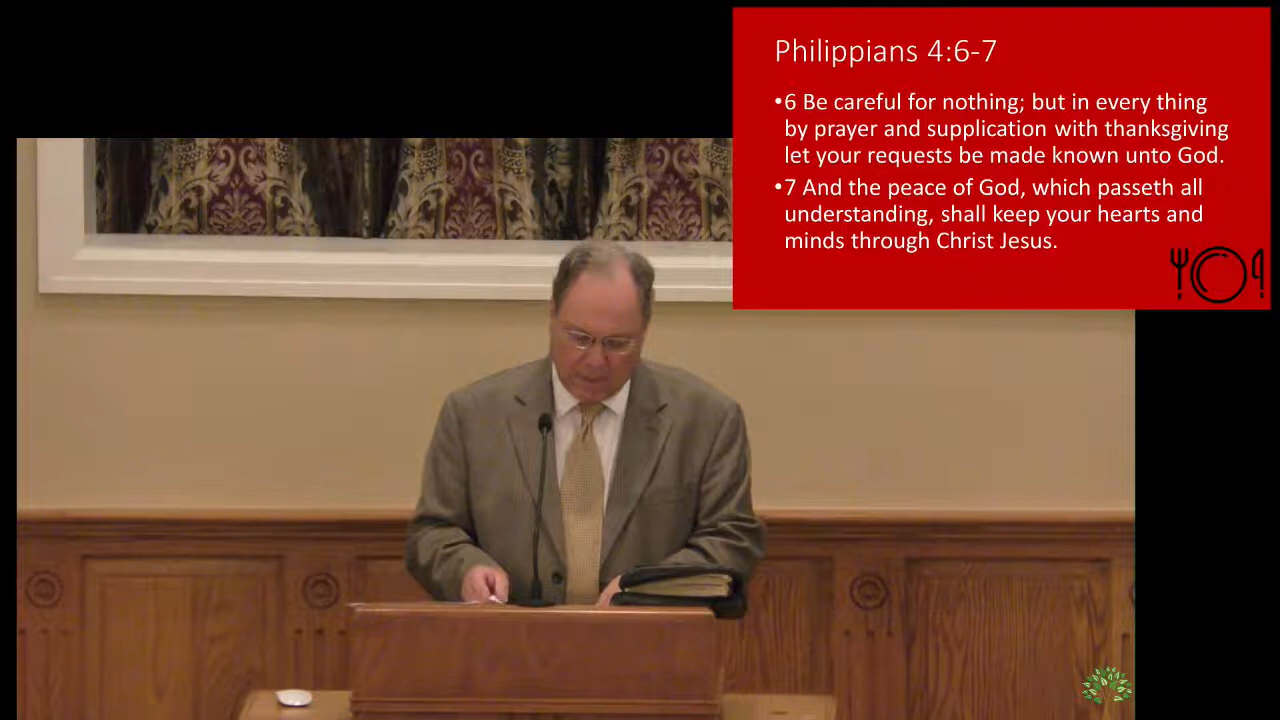 Philippians 4:6-7
•6 Be careful for nothing; but in every thing
by prayer and supplication with thanksgiving
let your requests be made known unto God.
•7 And the peace of God, which passeth all
understanding, shall keep your hearts and
minds through Christ Jesus.